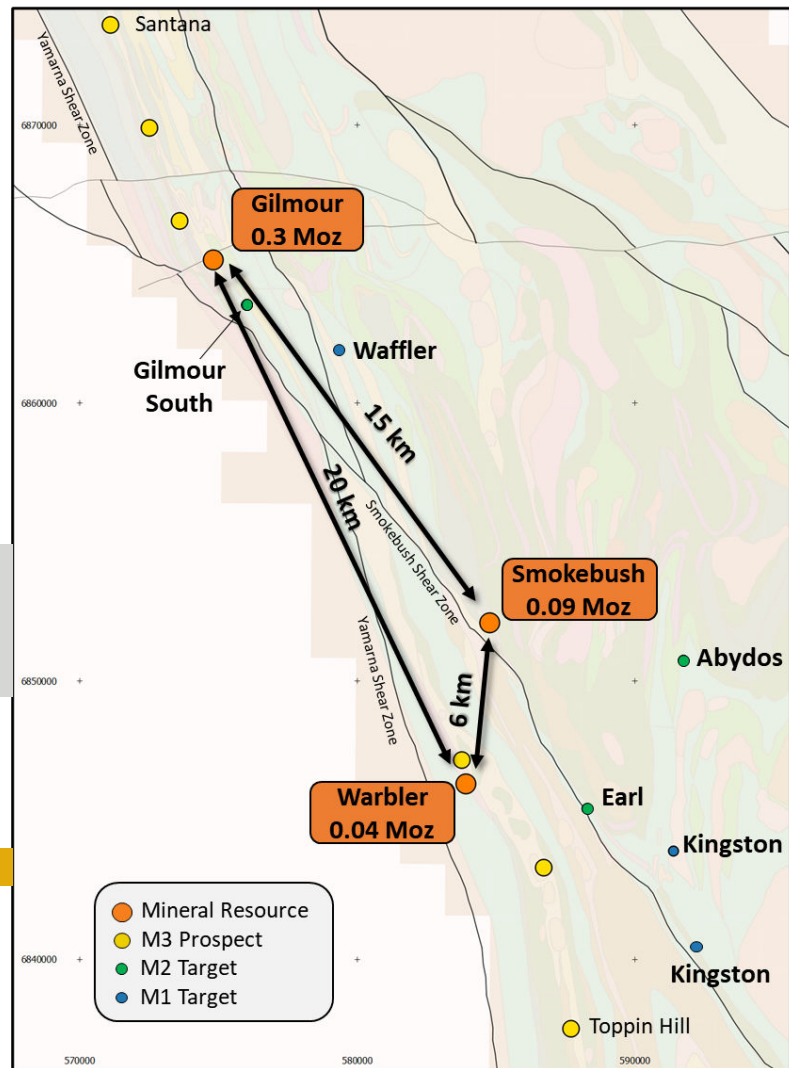 Santana
Yamarna Shear Zone
6870000
Gilmour
0.3 Moz
Waffler
Gilmour
South
6860000
15 km
20 km
Smokebush Shear Zone
Smokebush
0.09 Moz
Yamarna Shear Zone
Abydos
6850000
6 km
Warbler
0.04 Moz
Earl
Kingston
Mineral Resource
M3 Prospect
M2 Target
M1 Target
6840000
Kingston
Toppin Hill
570000
580000
590000